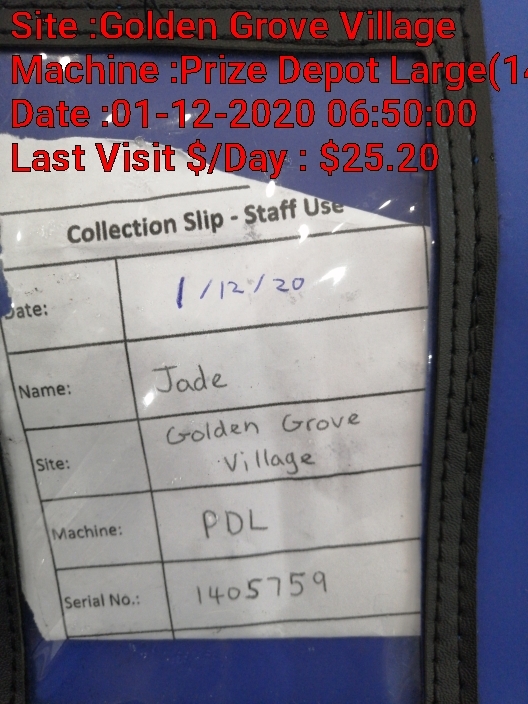 Site :Golden Grove Village
Machine :Prize Depot Large(14
Date :01-12-2020 06:50:00
Last Visit $/Day : $25.20
Collection Slip - Staff Use
Date: 1/12/20
Name: Jade
Golden Grove
Site: Village
Machine: PDL
Serial No.: 1405759